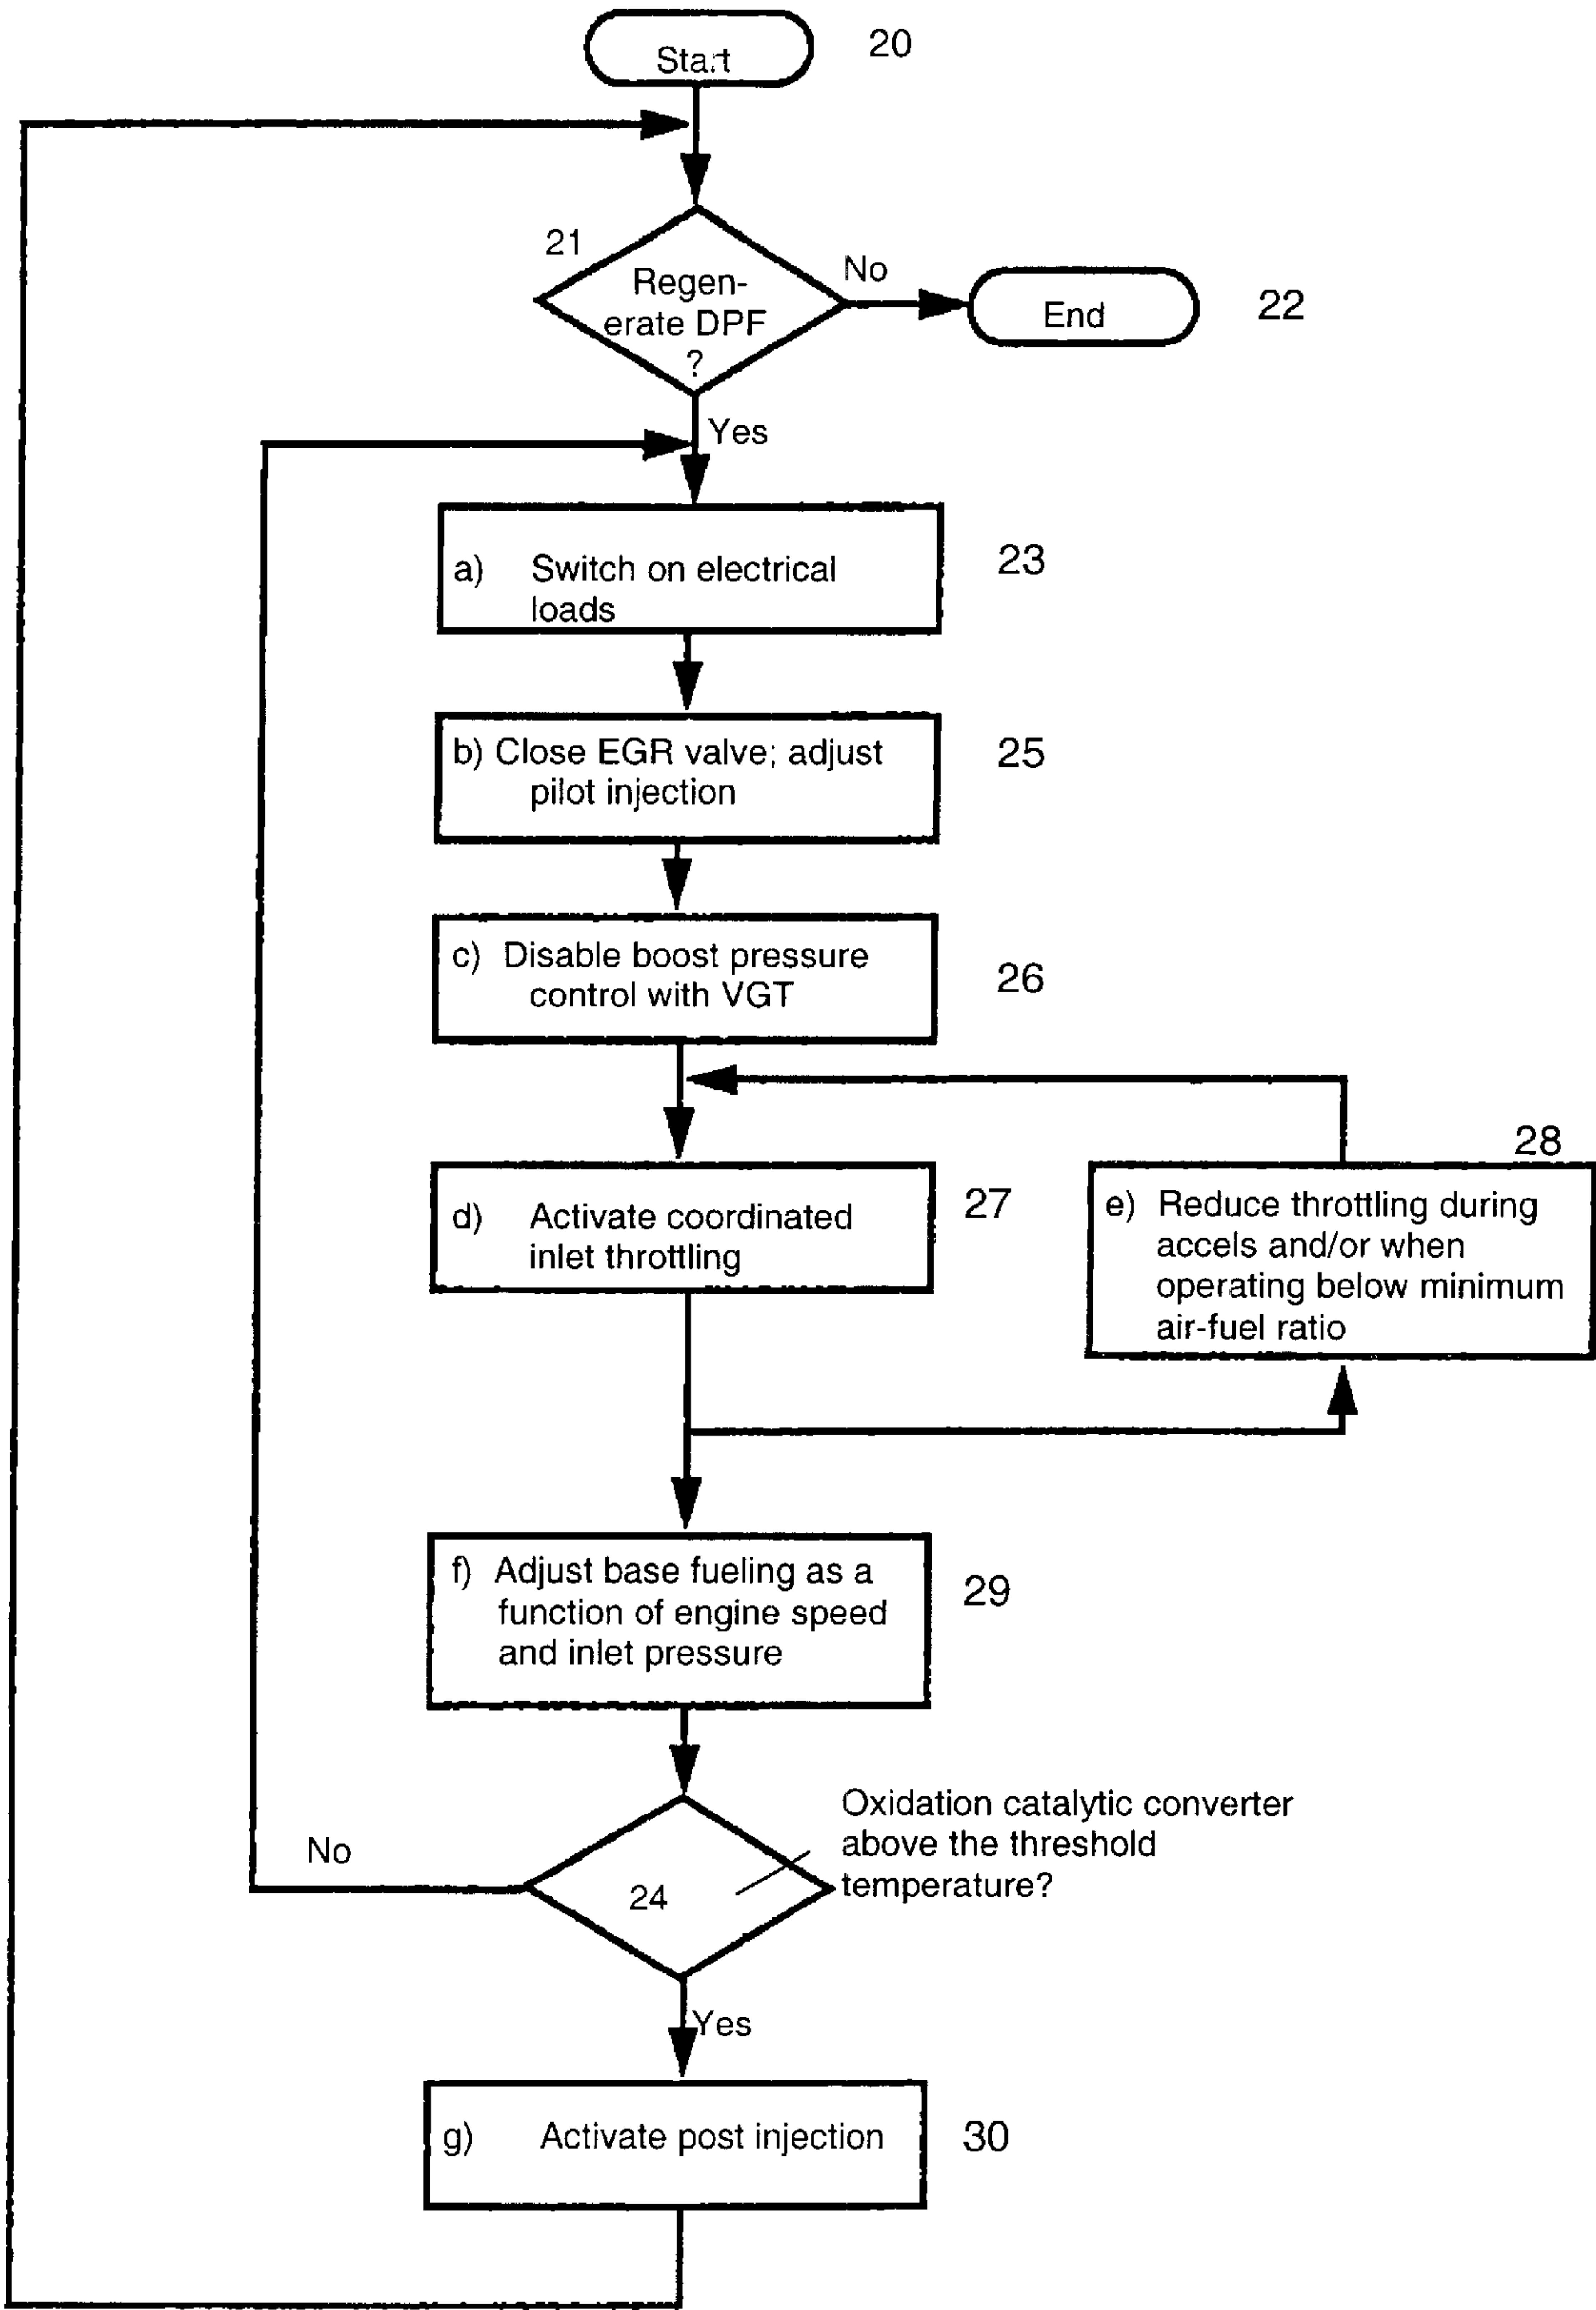 Start
20
21
Regen-
erate DPF
?
No
End
22
Yes
a) Switch on electrical
loads
23
b) Close EGR valve; adjust
pilot injection
25
c) Disable boost pressure
control with VGT
26
d) Activate coordinated
inlet throttling
27
28
e) Reduce throttling during
accels and/or when
operating below minimum
air-fuel ratio
f) Adjust base fueling as a
function of engine speed
and inlet pressure
29
No
24
Oxidation catalytic converter
above the threshold
temperature?
Yes
g) Activate post injection
30